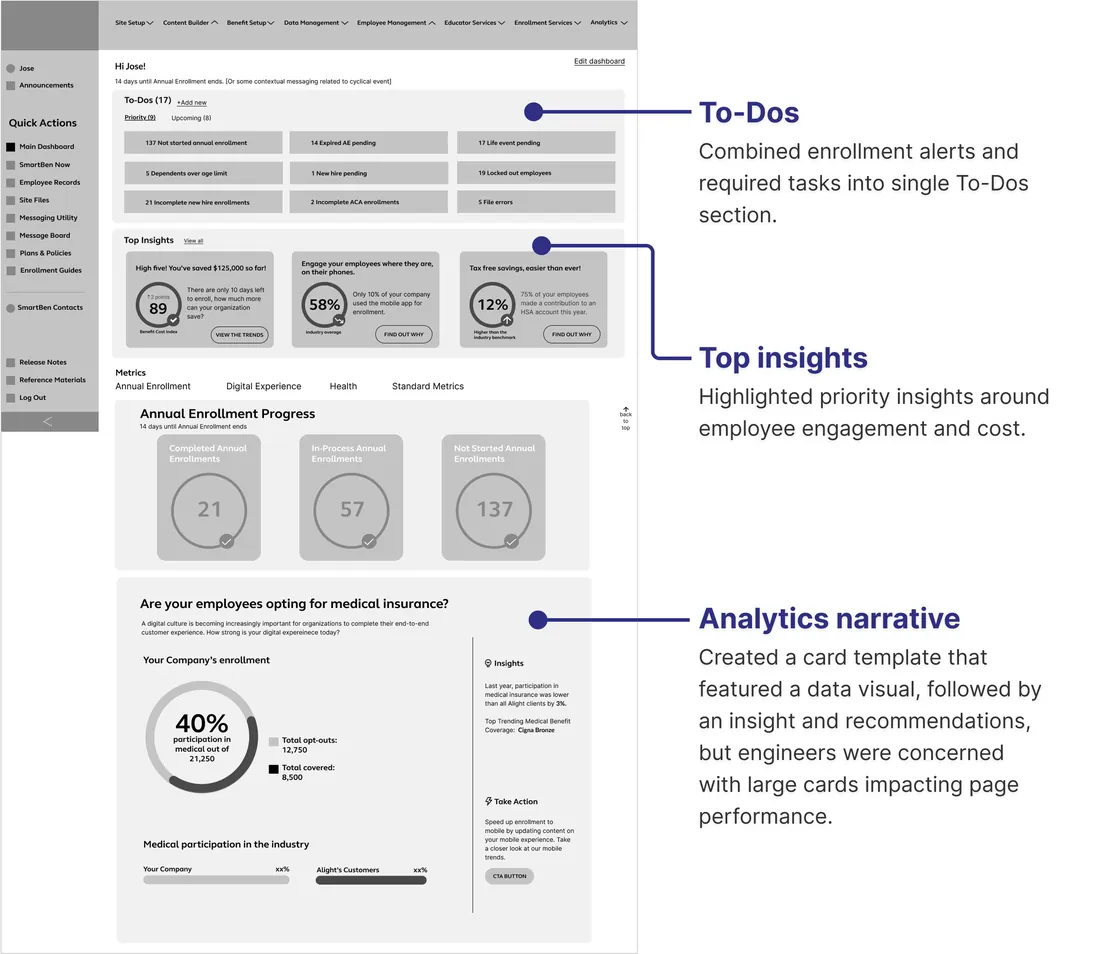 Site Setup
Content Builder
Benefit Setup
Data Management
Employee Management
Educator Services
Enrollment Services
Analytics
Jose
Announcements
Quick Actions
Main Dashboard
SmartBen Now
Employee Records
Site Files
Messaging Utility
Message Board
Plans & Policies
Enrollment Guides
SmartBen Contacts
Release Notes
Reference Materials
Log Out
Hi Jose!
Edit dashboard
14 days until Annual Enrollment ends. [Or some contextual messaging related to cyclical event]
To-Dos (17)
+Add new
Priority (9)
Upcoming (8)
137 Not started annual enrollment
14 Expired AE pending
17 Life event pending
5 Dependents over age limit
1 New hire pending
19 Locked out employees
21 Incomplete new hire enrollments
2 Incomplete ACA enrollments
5 File errors
Top Insights
View all
High five! You've saved $125,000 so far!
↑3 points
89
Benefit Cost Index
There are only 10 days left
to enroll, how much more
can your organization
save?
VIEW THE TRENDS
Engage your employees where they are,
on their phones.
58%
Industry average
Only 10% of your company
used the mobile app for
enrollment.
FIND OUT WHY
Tax free savings, easier than ever!
12%
Higher than the
industry benchmark
75% of your employees
made a contribution to an
HSA account this year.
FIND OUT WHY
Metrics
Annual Enrollment
Digital Experience
Health
Standard Metrics
Annual Enrollment Progress
14 days until Annual Enrollment ends
back
to
top
Completed Annual
Enrollments
21
In-Process Annual
Enrollments
57
Not Started Annual
Enrollments
137
Are your employees opting for medical insurance?
A digital culture is becoming increasingly important for organizations to complete their end-to-end
customer experience. How strong is your digital expereinece today?
Your Company's enrollment
40%
participation in
medical out of
21,250
Total opt-outs:
12,750
Total covered:
8,500
Medical participation in the industry
Your Company
xx%
Alight's Customers
xx%
Insights
Last year, participation in
medical insurance was lower
than all Alight clients by 3%.
Top Trending Medical Benefit
Coverage: Cigna Bronze
Take Action
Speed up enrollment to
mobile by updating content on
your mobile experience. Take
a closer look at our mobile
trends.
CTA BUTTON
To-Dos
Combined enrollment alerts and
required tasks into single To-Dos
section.
Top insights
Highlighted priority insights around
employee engagement and cost.
Analytics narrative
Created a card template that
featured a data visual, followed by
an insight and recommendations,
but engineers were concerned
with large cards impacting page
performance.